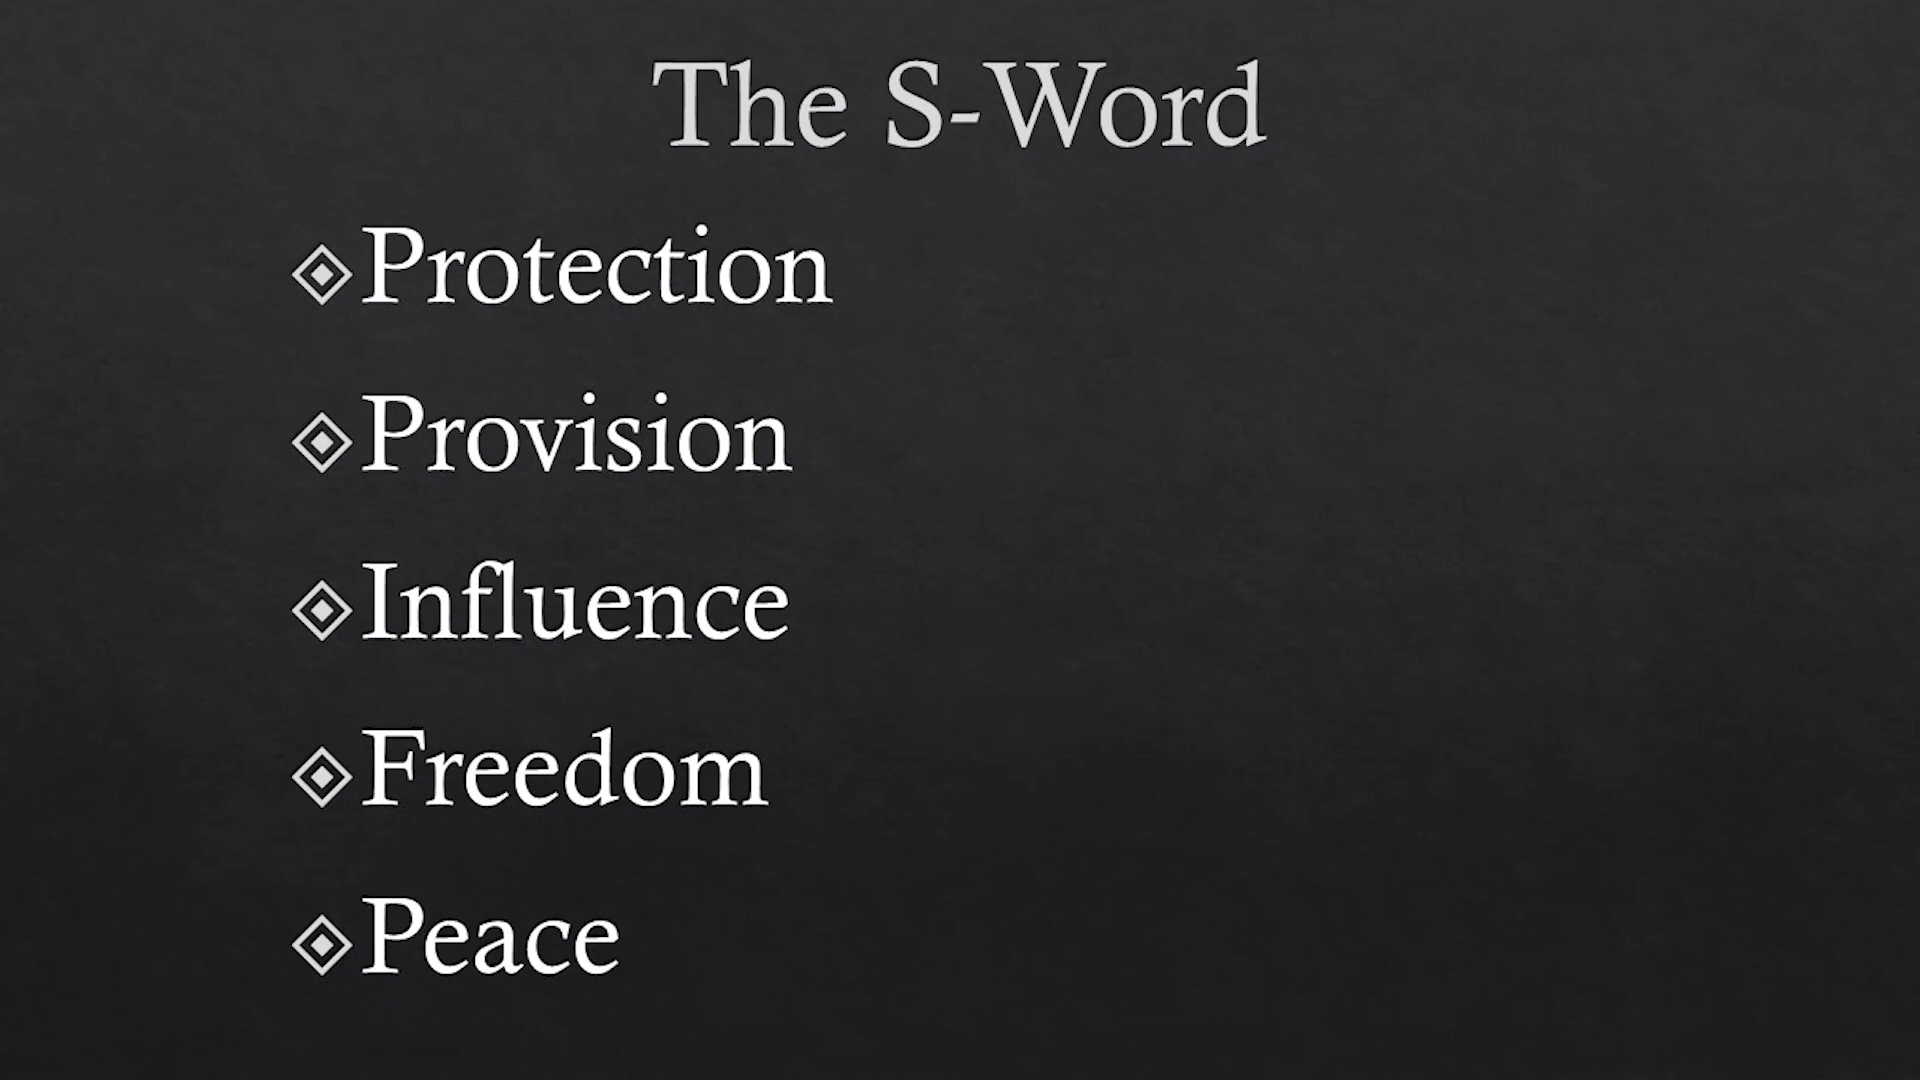 The S-Word
Protection
Provision
Influence
Freedom
Peace